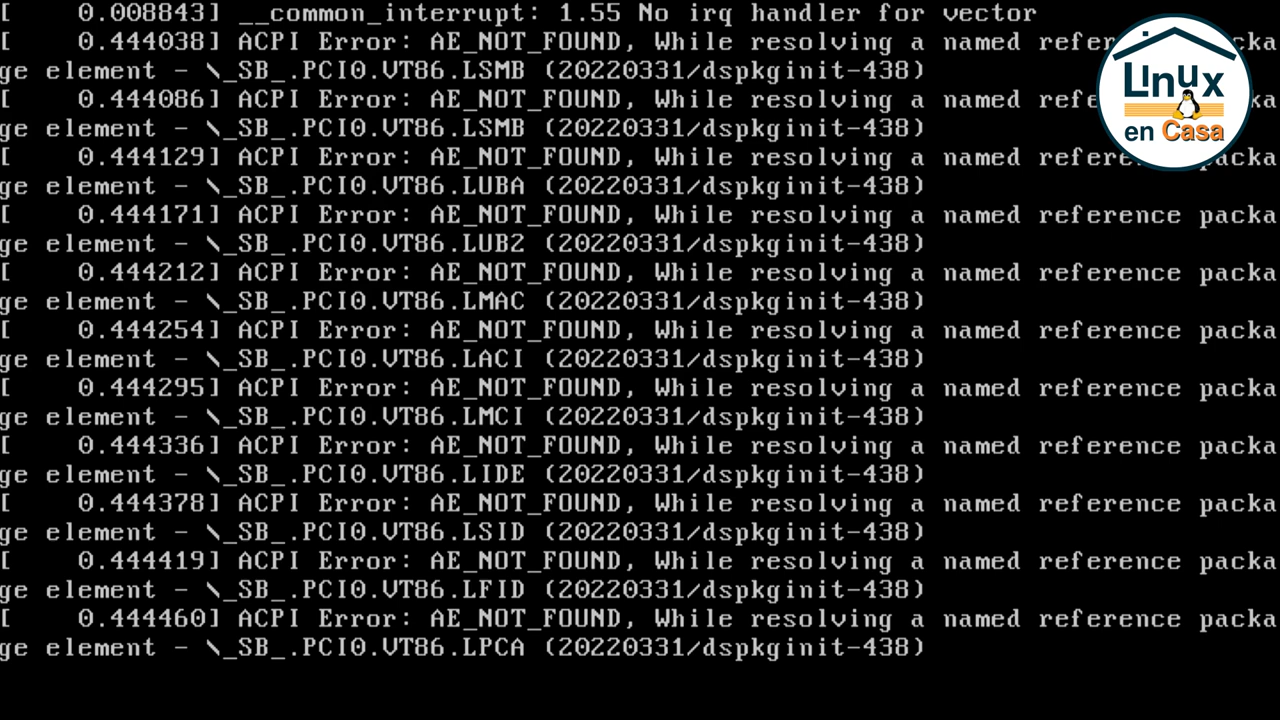 [    0.008843] __common_interrupt: 1.55 No irq handler for vector
[    0.444038] ACPI Error: AE_NOT_FOUND, While resolving a named refer cka
ge element - \_SB_.PCI0.VT86.LSMB (20220331/dspkginit-438)
[    0.444086] ACPI Error: AE_NOT_FOUND, While resolving a named refe ka
ge element - \_SB_.PCI0.VT86.LSMB (20220331/dspkginit-438)
[    0.444129] ACPI Error: AE_NOT_FOUND, While resolving a named refere packa
ge element - \_SB_.PCI0.VT86.LUBA (20220331/dspkginit-438)
[    0.444171] ACPI Error: AE_NOT_FOUND, While resolving a named reference packa
ge element - \_SB_.PCI0.VT86.LUB2 (20220331/dspkginit-438)
[    0.444212] ACPI Error: AE_NOT_FOUND, While resolving a named reference packa
ge element - \_SB_.PCI0.VT86.LMAC (20220331/dspkginit-438)
[    0.444254] ACPI Error: AE_NOT_FOUND, While resolving a named reference packa
ge element - \_SB_.PCI0.VT86.LACI (20220331/dspkginit-438)
[    0.444295] ACPI Error: AE_NOT_FOUND, While resolving a named reference packa
ge element - \_SB_.PCI0.VT86.LMCI (20220331/dspkginit-438)
[    0.444336] ACPI Error: AE_NOT_FOUND, While resolving a named reference packa
ge element - \_SB_.PCI0.VT86.LIDE (20220331/dspkginit-438)
[    0.444378] ACPI Error: AE_NOT_FOUND, While resolving a named reference packa
ge element - \_SB_.PCI0.VT86.LSID (20220331/dspkginit-438)
[    0.444419] ACPI Error: AE_NOT_FOUND, While resolving a named reference packa
ge element - \_SB_.PCI0.VT86.LFID (20220331/dspkginit-438)
[    0.444460] ACPI Error: AE_NOT_FOUND, While resolving a named reference packa
ge element - \_SB_.PCI0.VT86.LPCA (20220331/dspkginit-438)
Linux
en Casa